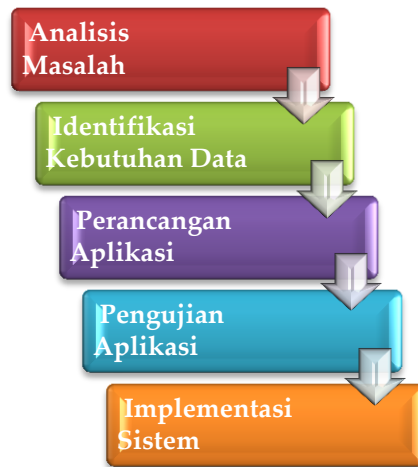 Analisis
Masalah
Identifikasi
Kebutuhan Data
Perancangan
Aplikasi
Pengujian
Aplikasi
Implementasi
Sistem